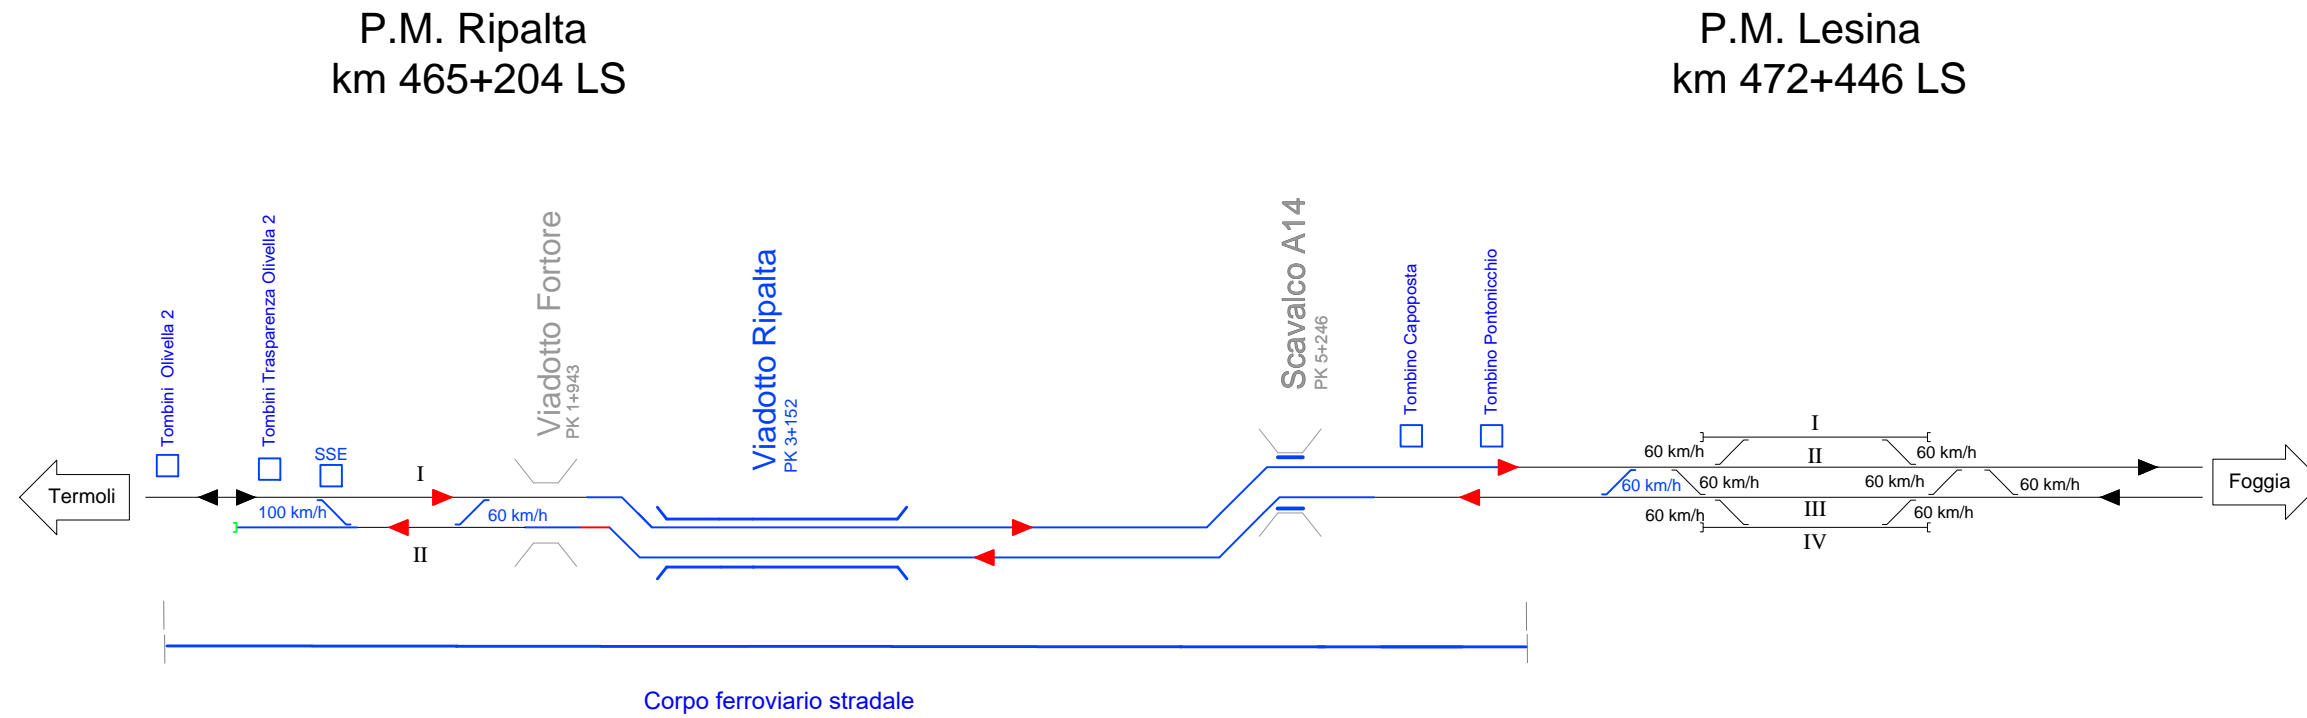 P.M. Ripalta
km 465+204 LS
P.M. Lesina
km 472+446 LS
Tombini Olivella 2
Tombini Trasparenza Olivella 2
SSE
Viadotto Fortore
PK 1+943
Viadotto Ripalta
PK 3+152
Scavalco A14
PK 5+246
Tombino Capoposta
Tombino Pontonicchio
Termoli
I
100 km/h
60 km/h
II
I
60 km/h
60 km/h
II
60 km/h
60 km/h
60 km/h
60 km/h
60 km/h
III
60 km/h
IV
Foggia
Corpo ferroviario stradale